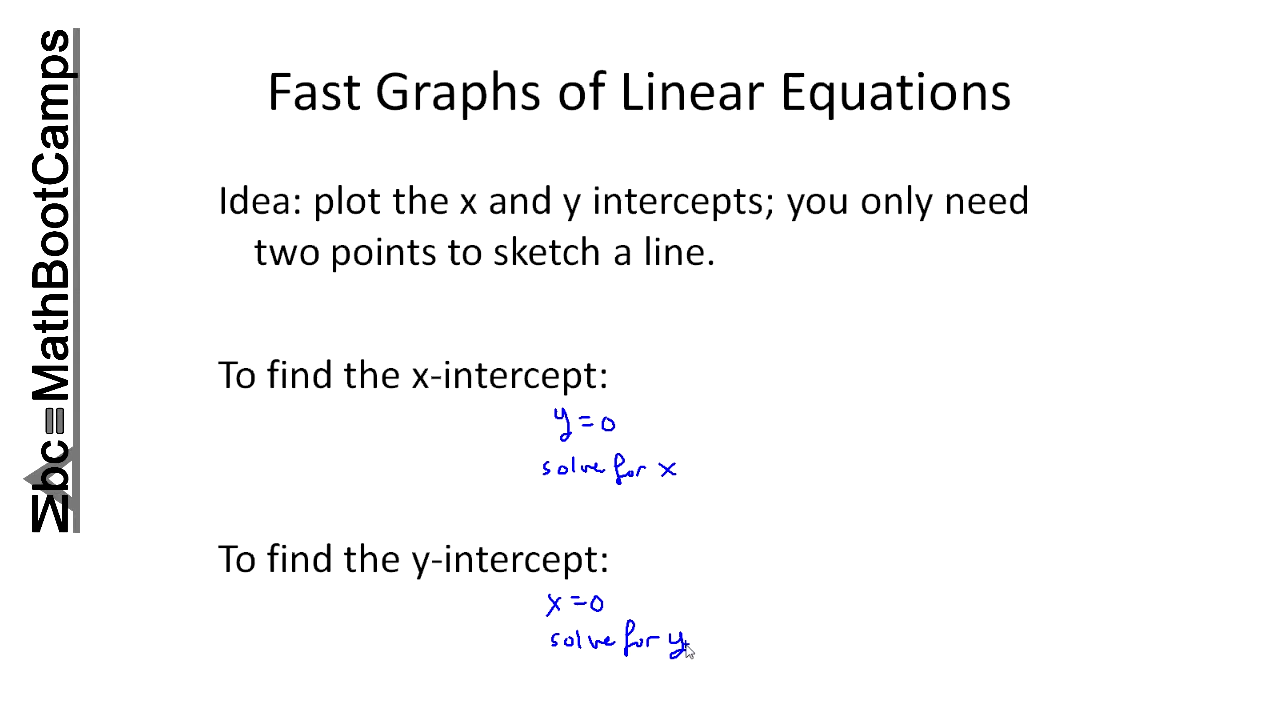 Σbc=MathBootCamps
Fast Graphs of Linear Equations
Idea: plot the x and y intercepts; you only need
two points to sketch a line.
To find the x-intercept:
y = 0
solve for x
To find the y-intercept:
x = 0
solve for y